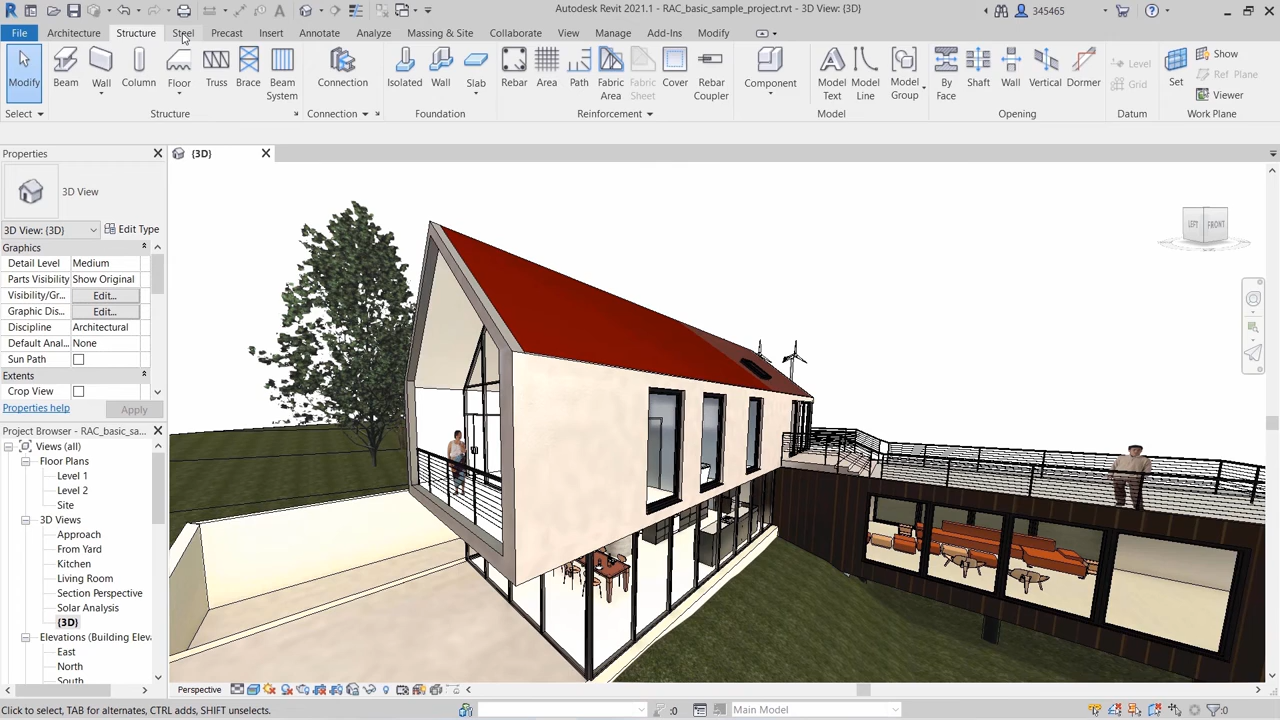 Autodesk Revit 2021.1 - RAC_basic_sample_project.rvt - 3D View: {3D}
345465
File Architecture Structure Steel Precast Insert Annotate Analyze Massing & Site Collaborate View Manage Add-Ins Modify
Modify Beam Wall Column Floor Truss Brace Beam System Connection Isolated Wall Slab Rebar Area Path Fabric Area Fabric Sheet Cover Rebar Coupler Component Model Text Model Line Model Group By Face Shaft Wall Vertical Dormer Level Grid Set Show Ref Plane Viewer
Select Structure Connection Foundation Reinforcement Model Opening Datum Work Plane
Properties
{3D}
3D View
3D View: {3D} Edit Type
LEFT FRONT
Graphics
Detail Level Medium
Parts Visibility Show Original
Visibility/Gr... Edit...
Graphic Dis... Edit...
Discipline Architectural
Default Anal... None
Sun Path
Extents
Crop View
Properties help Apply
Project Browser - RAC_basic_sa...
Views (all)
Floor Plans
Level 1
Level 2
Site
3D Views
Approach
From Yard
Kitchen
Living Room
Section Perspective
Solar Analysis
{3D}
Elevations (Building Eleva
East
North
South
Perspective
Click to select, TAB for alternates, CTRL adds, SHIFT unselects.
:0
Main Model
:0